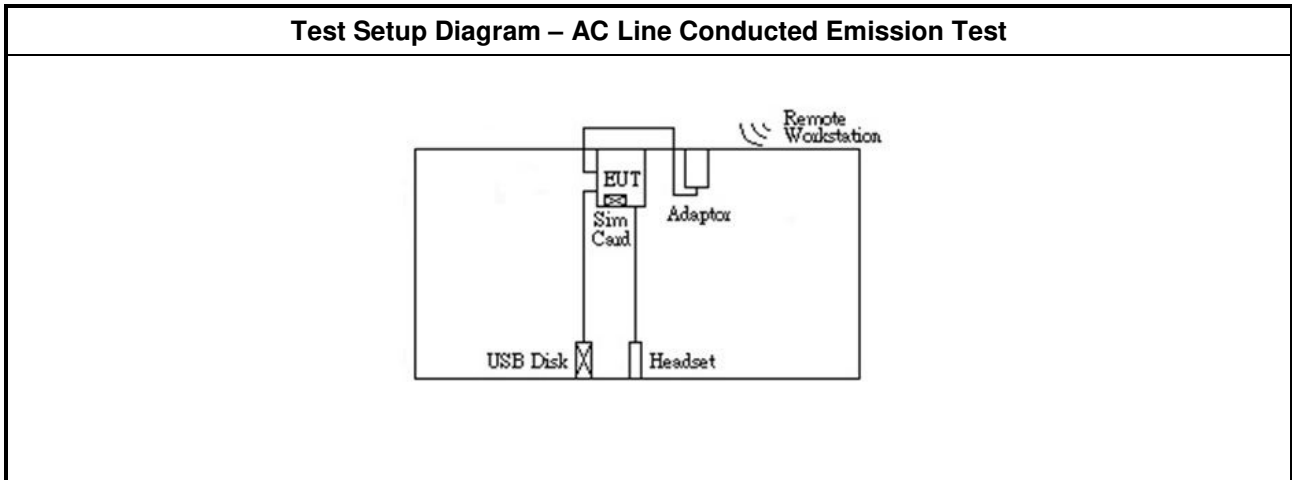 Test Setup Diagram – AC Line Conducted Emission Test
Remote
Workstation
EUT
Sim
Card
Adaptor
USB Disk
Headset